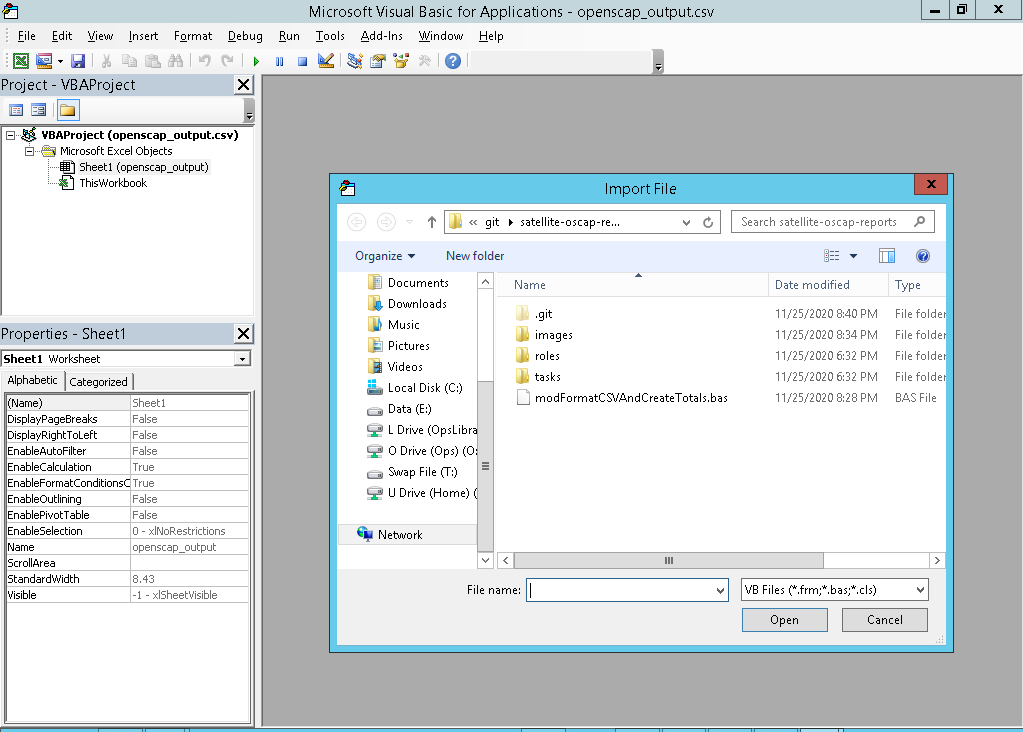 Microsoft Visual Basic for Applications - openscap_output.csv
File Edit View Insert Format Debug Run Tools Add-Ins Window Help
Project - VBAProject
VBAProject (openscap_output.csv)
Microsoft Excel Objects
Sheet1 (openscap_output)
ThisWorkbook
Properties - Sheet1
Sheet1 Worksheet
Alphabetic Categorized
(Name) Sheet1
DisplayPageBreaks False
DisplayRightToLeft False
EnableAutoFilter False
EnableCalculation True
EnableFormatConditionsC True
EnableOutlining False
EnablePivotTable False
EnableSelection 0 - xlNoRestrictions
Name openscap_output
ScrollArea
StandardWidth 8.43
Visible -1 - xlSheetVisible
Import File
« git satellite-oscap-re... Search satellite-oscap-reports
Organize New folder
Documents
Downloads
Music
Pictures
Videos
Local Disk (C:)
Data (E:)
L Drive (OpsLibra
O Drive (Ops) (O:
Swap File (T:)
U Drive (Home) (
Network
Name Date modified Type
.git 11/25/2020 8:40 PM File folder
images 11/25/2020 8:34 PM File folder
roles 11/25/2020 6:32 PM File folder
tasks 11/25/2020 6:32 PM File folder
modFormatCSVAndCreateTotals.bas 11/25/2020 8:28 PM BAS File
File name: VB Files (*.frm;*.bas;*.cls)
Open Cancel